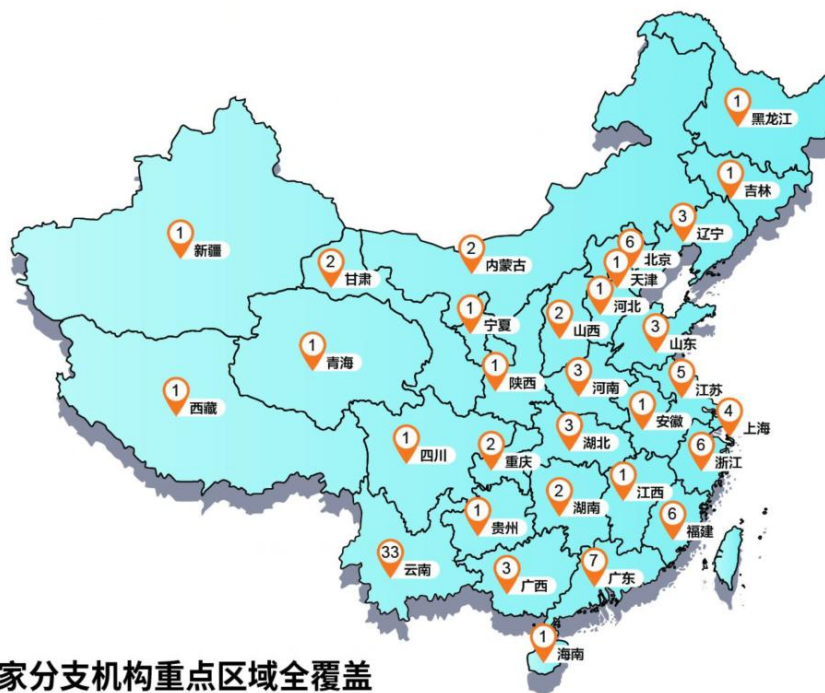 1
黑龙江
1
吉林
3
辽宁
6
北京
1
天津
1
河北
1
新疆
2
甘肃
2
内蒙古
1
宁夏
2
山西
3
山东
1
青海
1
陕西
3
河南
5
江苏
1
西藏
1
安徽
4
上海
1
四川
2
重庆
3
湖北
6
浙江
1
贵州
2
湖南
1
江西
6
福建
33
云南
3
广西
7
广东
1
海南
家分支机构重点区域全覆盖